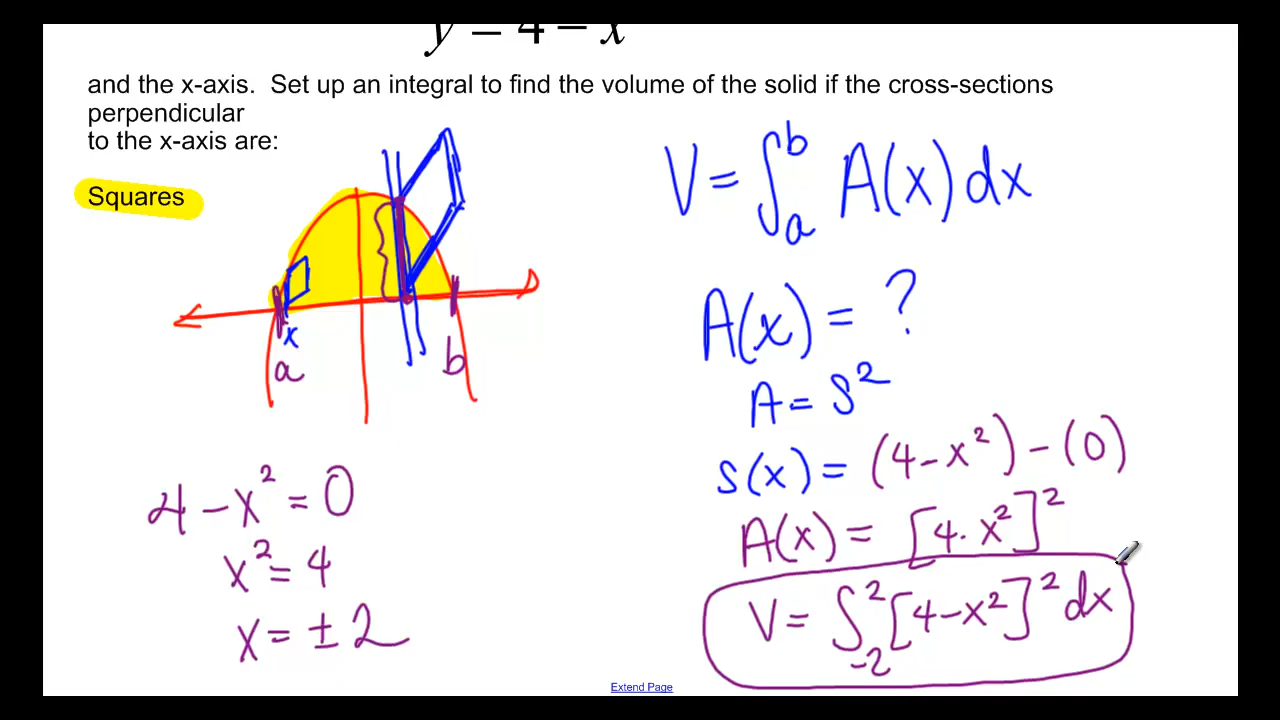 y = 4 − x
and the x-axis. Set up an integral to find the volume of the solid if the cross-sections
perpendicular
to the x-axis are:
Squares
x
a
b
4 − x² = 0
x² = 4
x = ± 2
V = ∫ₐᵇ A(x) dx
A(x) = ?
A = s²
s(x) = (4 − x²) − (0)
A(x) = [4 · x²]²
V = ∫₋₂² [4 − x²]² dx
Extend Page